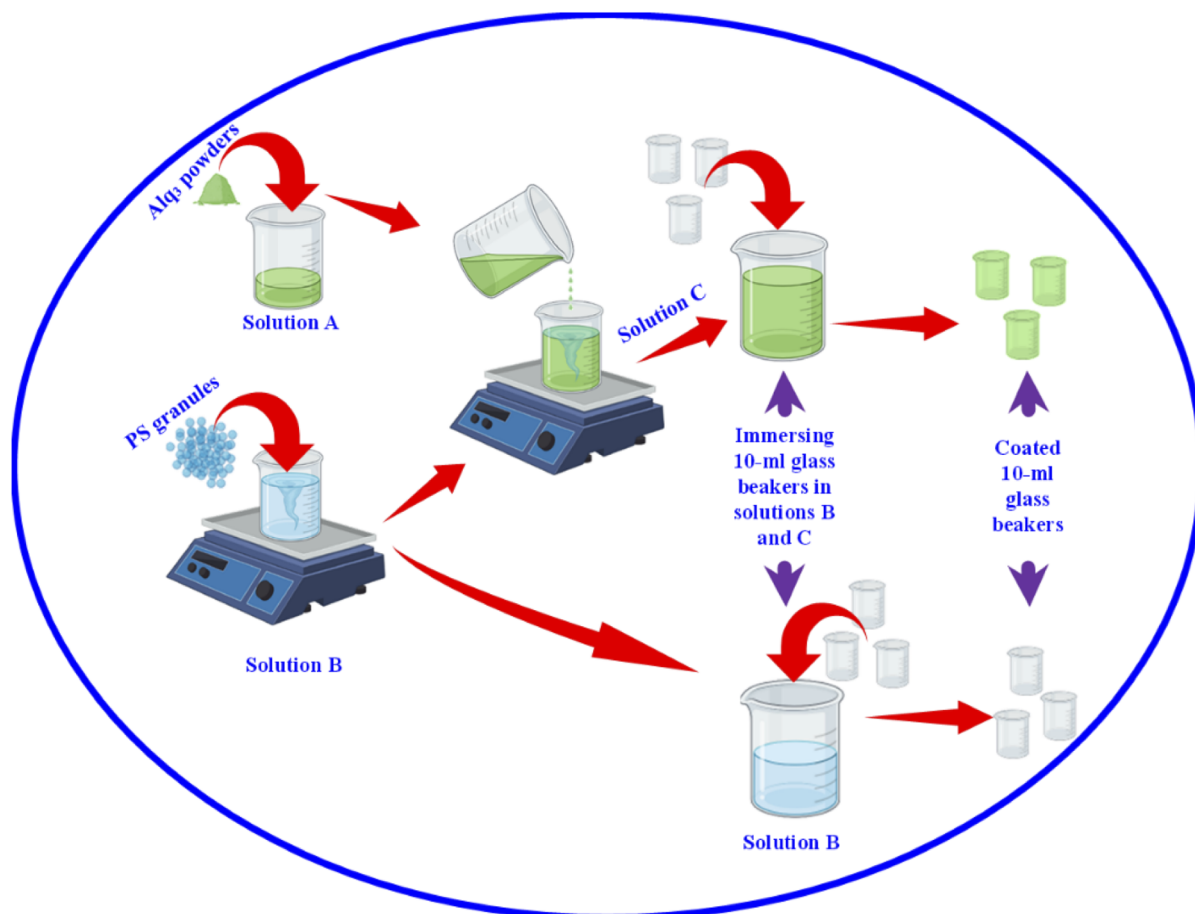 Alq₃ powders
Solution A
PS granules
Solution B
Solution C
Immersing
10-ml glass
beakers in
solutions B
and C
Coated
10-ml
glass
beakers
Solution B